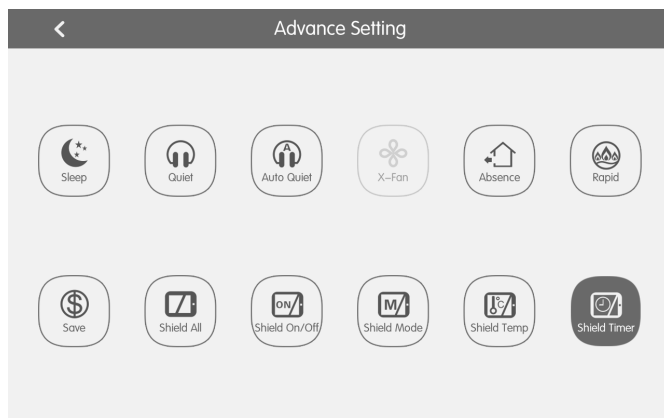 Advance Setting
Sleep
Quiet
A
Auto Quiet
X-Fan
Absence
Rapid
$
Save
Shield All
ON
Shield On/Off
M
Shield Mode
°C
Shield Temp
Shield Timer